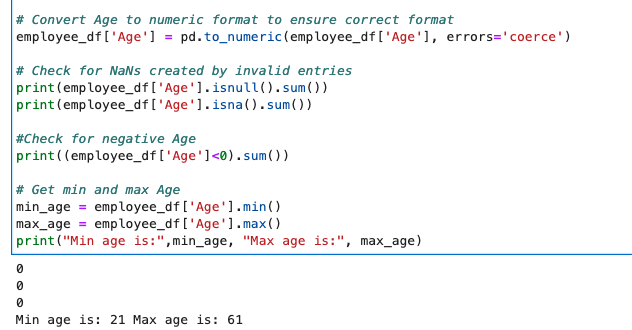 # Convert Age to numeric format to ensure correct format
employee_df['Age'] = pd.to_numeric(employee_df['Age'], errors='coerce')
# Check for NaNs created by invalid entries
print(employee_df['Age'].isnull().sum())
print(employee_df['Age'].isna().sum())
#Check for negative Age
print((employee_df['Age']<0).sum())
# Get min and max Age
min_age = employee_df['Age'].min()
max_age = employee_df['Age'].max()
print("Min age is:",min_age, "Max age is:", max_age)
0
0
0
Min age is: 21 Max age is: 61